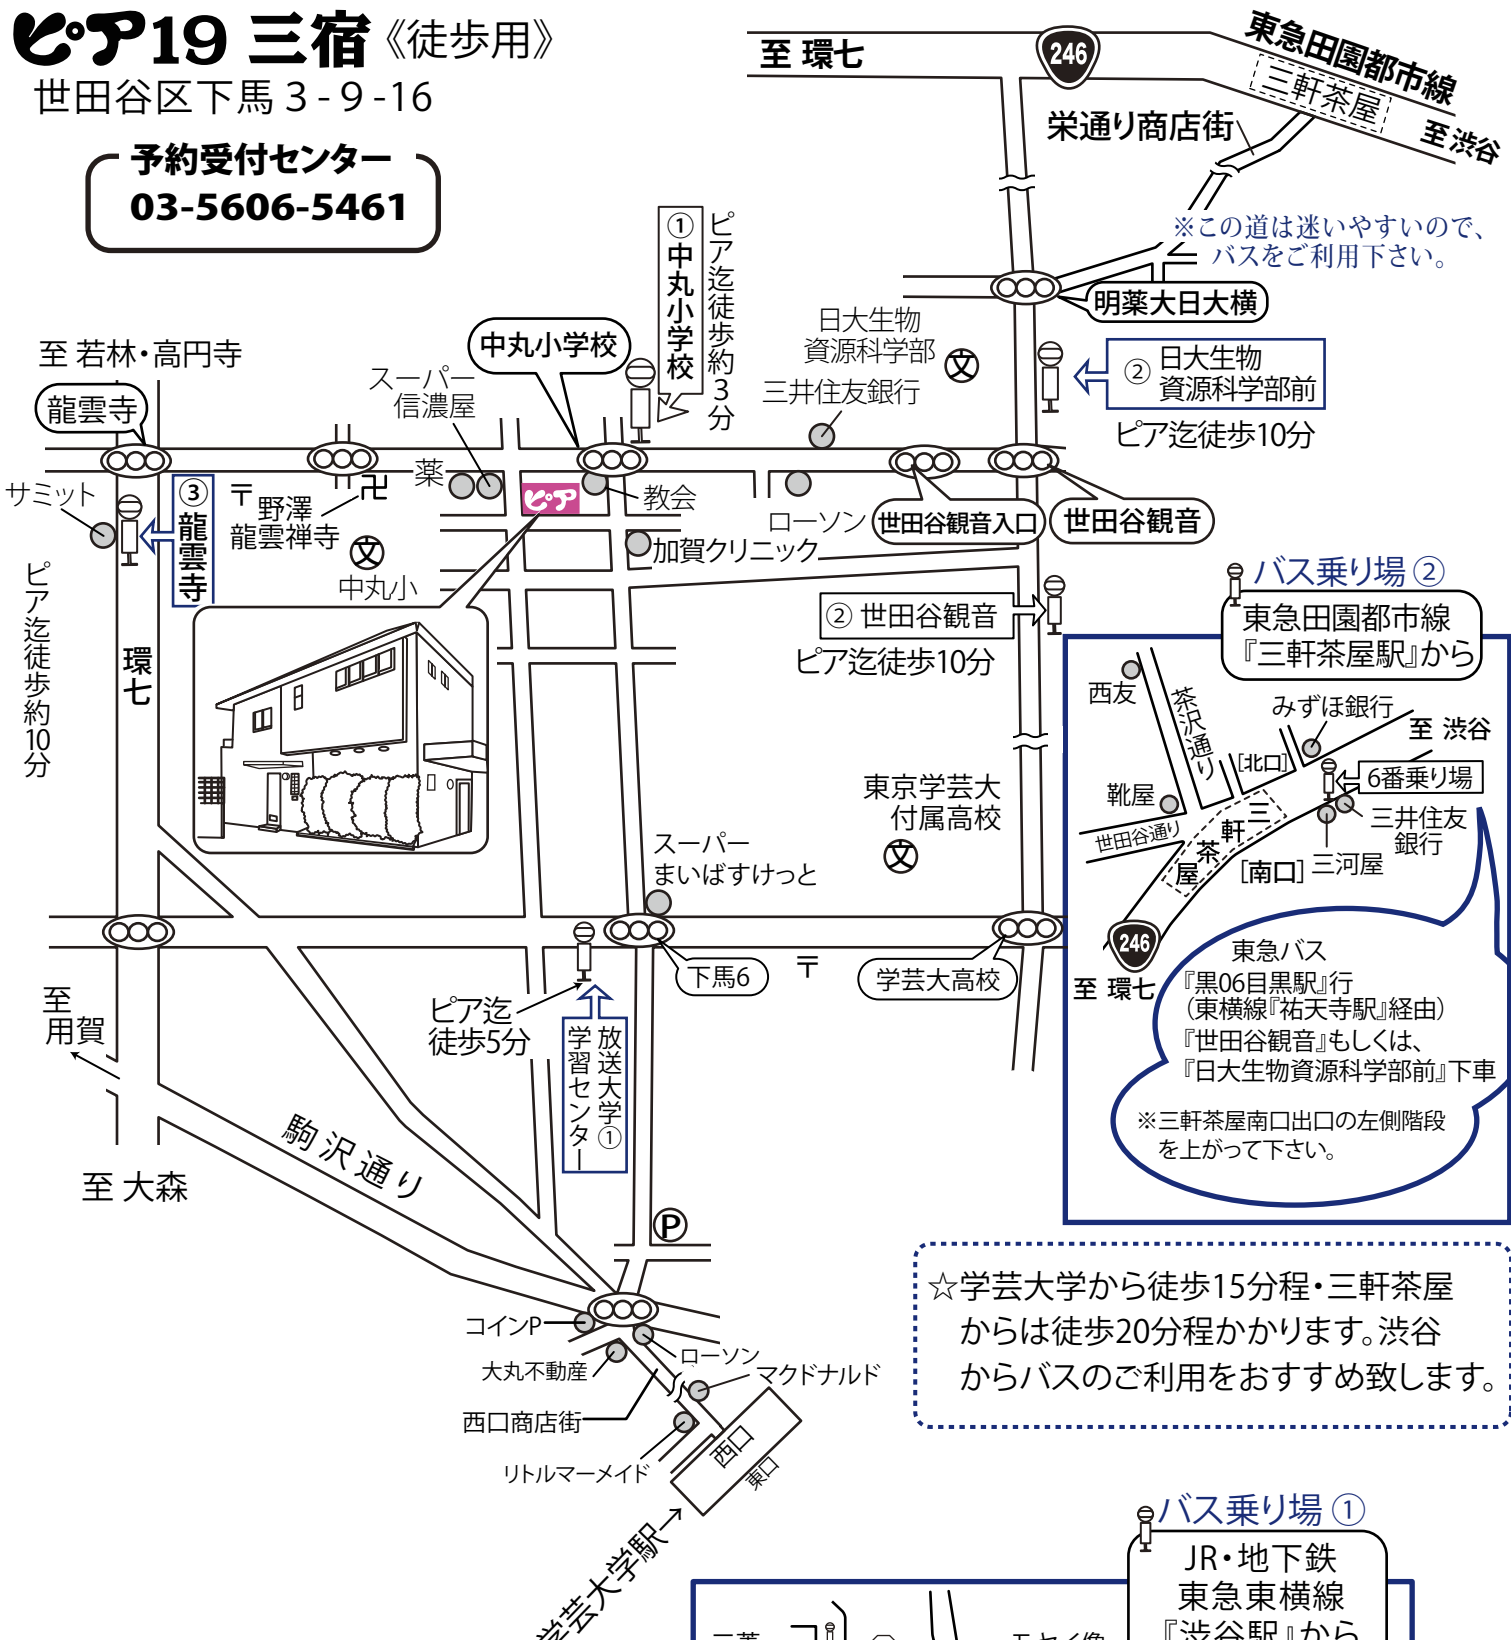 ピア19 三宿《徒歩用》
世田谷区下馬 3 - 9 -16
予約受付センター
03-5606-5461
至 環七
246
東急田園都市線
三軒茶屋
至 渋谷
栄通り商店街
※この道は迷いやすいので、
バスをご利用下さい。
明薬大日大横
①中丸小学校
ピア迄徒歩約3分
中丸小学校
日大生物
資源科学部
文
三井住友銀行
② 日大生物
資源科学部前
ピア迄徒歩10分
至 若林・高円寺
龍雲寺
スーパー
信濃屋
薬
サミット
③龍雲寺
〒
野澤
龍雲禅寺
卍
文
中丸小
ピア
教会
加賀クリニック
ローソン
世田谷観音入口
世田谷観音
② 世田谷観音
ピア迄徒歩10分
ピア迄徒歩約10分
環七
東京学芸大
付属高校
文
スーパー
まいばすけっと
下馬6
〒
学芸大高校
ピア迄
徒歩5分
放送大学①
学習センター
至
用賀
至 大森
駒沢通り
P
コインP
大丸不動産
ローソン
マクドナルド
西口商店街
リトルマーメイド
西口
東口
学芸大学駅→
バス乗り場 ②
東急田園都市線
『三軒茶屋駅』から
西友
茶沢通り
みずほ銀行
至 渋谷
[北口]
6番乗り場
靴屋
世田谷通り
三軒茶屋
三井住友
銀行
[南口]
三河屋
246
至 環七
東急バス
『黒06目黒駅』行
（東横線『祐天寺駅』経由）
『世田谷観音』もしくは、
『日大生物資源科学部前』下車
※三軒茶屋南口出口の左側階段
を上がって下さい。
☆学芸大学から徒歩15分程・三軒茶屋
からは徒歩20分程かかります。渋谷
からバスのご利用をおすすめ致します。
バス乗り場 ①
JR・地下鉄
東急東横線
『渋谷駅』から